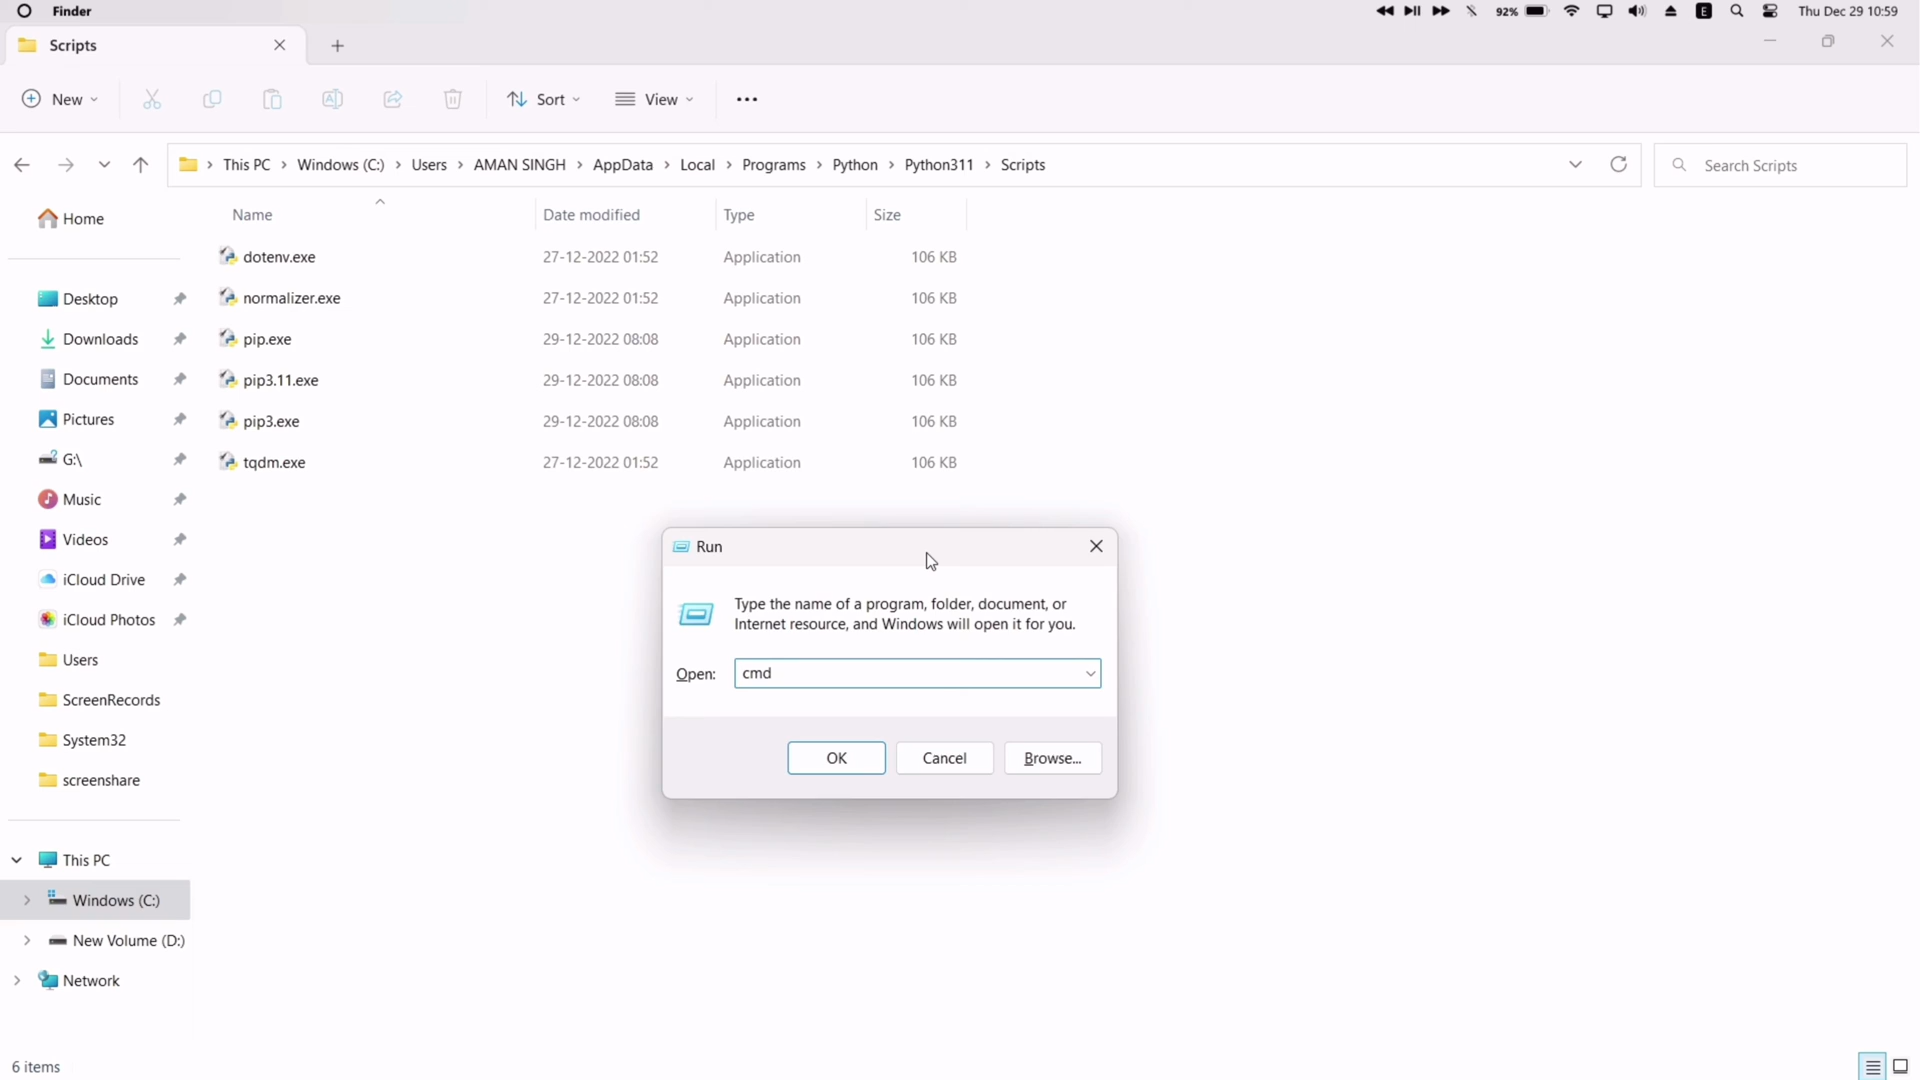 Finder
92%
E
Thu Dec 29 10:59
Scripts
New
Sort
View
This PC
Windows (C:)
Users
AMAN SINGH
AppData
Local
Programs
Python
Python311
Scripts
Search Scripts
Name
Date modified
Type
Size
dotenv.exe 27-12-2022 01:52 Application 106 KB
normalizer.exe 27-12-2022 01:52 Application 106 KB
pip.exe 29-12-2022 08:08 Application 106 KB
pip3.11.exe 29-12-2022 08:08 Application 106 KB
pip3.exe 29-12-2022 08:08 Application 106 KB
tqdm.exe 27-12-2022 01:52 Application 106 KB
Home
Desktop
Downloads
Documents
Pictures
G:\
Music
Videos
iCloud Drive
iCloud Photos
Users
ScreenRecords
System32
screenshare
This PC
Windows (C:)
New Volume (D:)
Network
6 items
Run
Type the name of a program, folder, document, or
Internet resource, and Windows will open it for you.
Open: cmd
OK
Cancel
Browse...